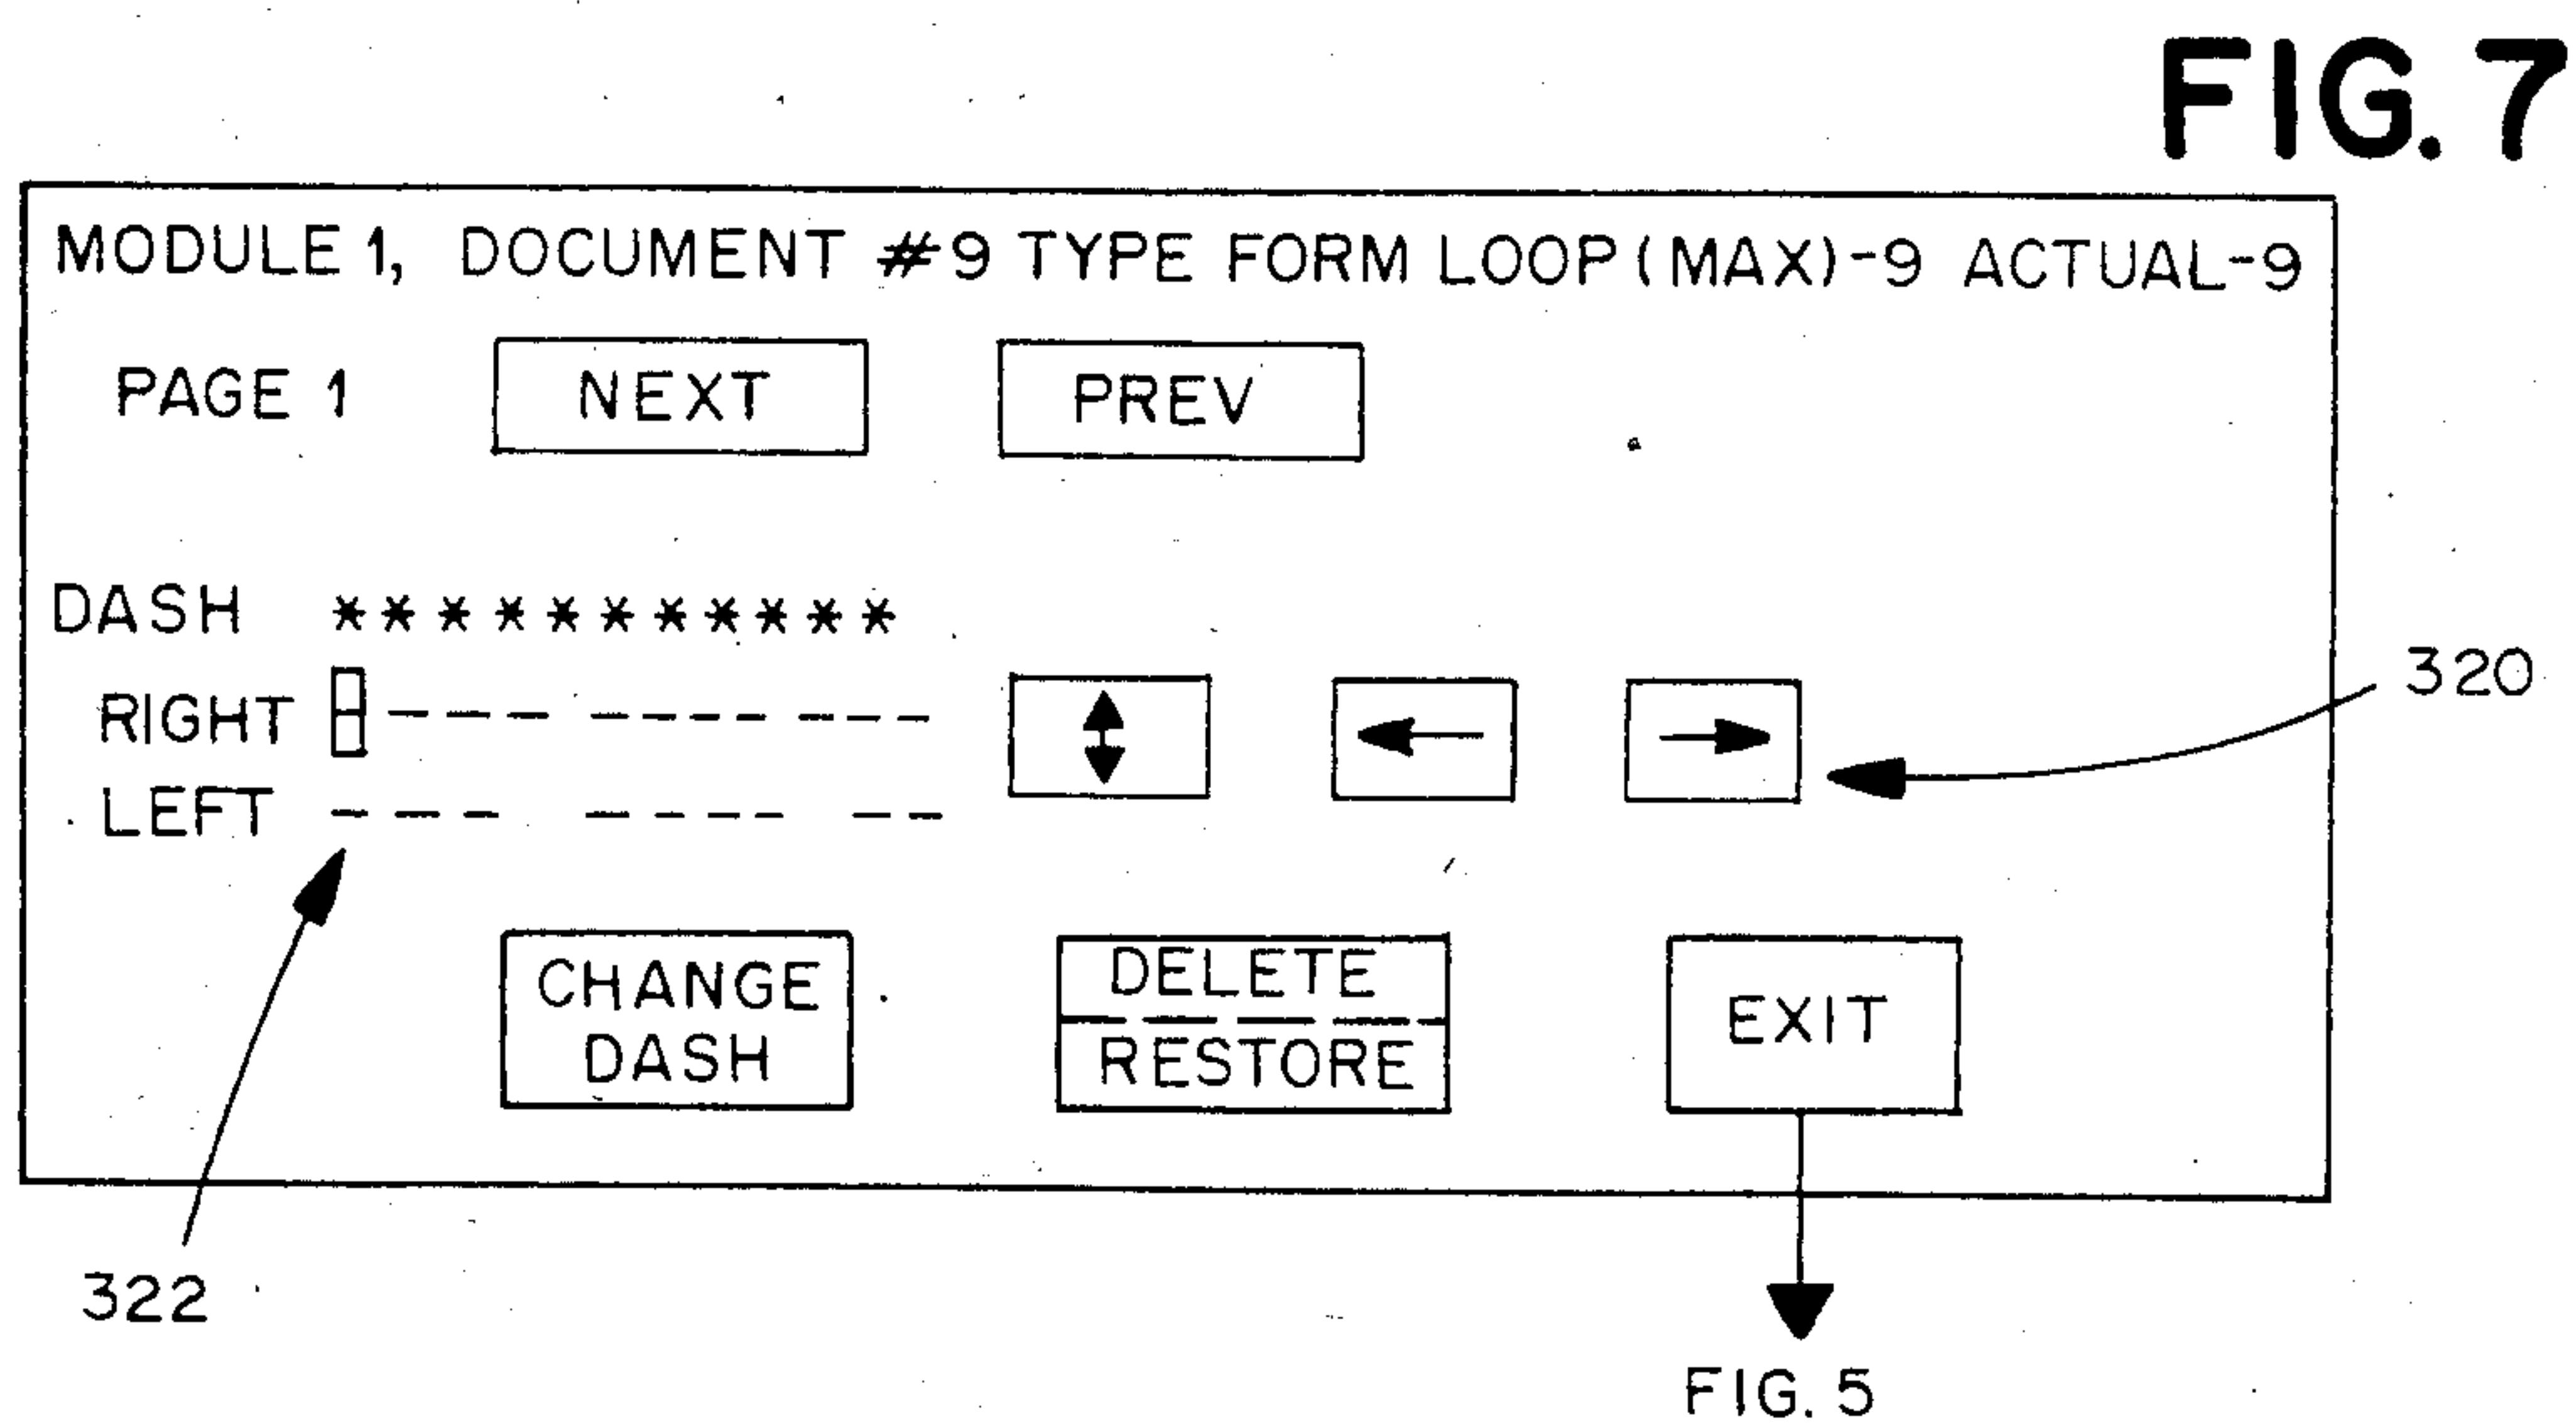 FIG. 7
MODULE 1, DOCUMENT #9 TYPE FORM LOOP (MAX)-9 ACTUAL-9
PAGE 1 NEXT PREV
DASH * * * * * * * * * * *
RIGHT - - - - - - - - - - -
320
LEFT - - - - - - - - - -
CHANGE
DASH
DELETE
RESTORE
EXIT
322
FIG. 5